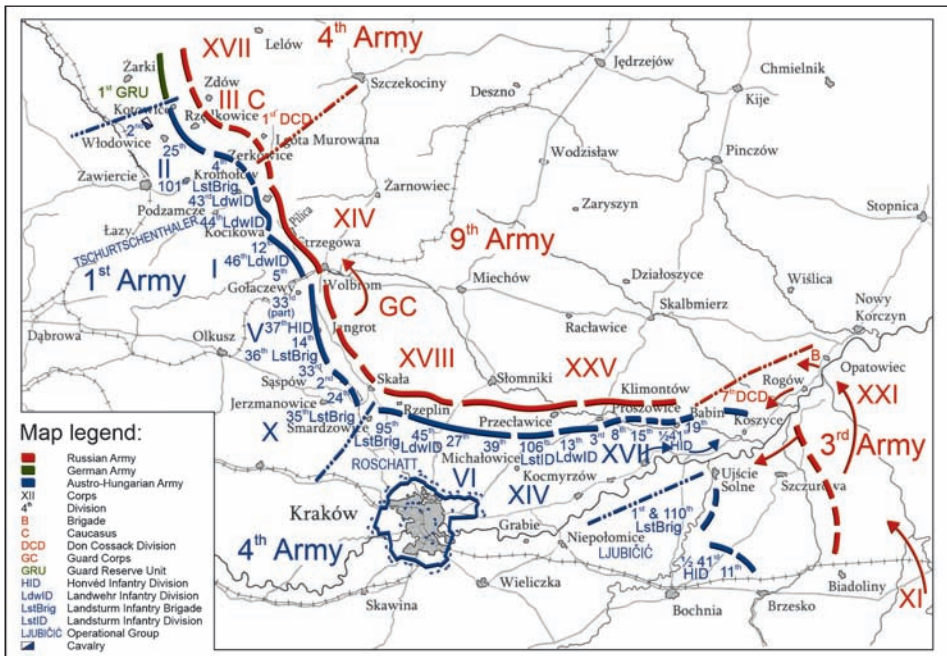 XVII
4th Army
Lelów
Żarki
1st GRU
Zdów
Szczekociny
Jędrzejów
Chmielnik
Deszno
Kije
III C
Kotowice
Rzędkowice
1st DCD
2nd
Włodowice
Lgota Murowana
25th
Żerkowice
Wodzisław
Pinczów
II
4th
Zawiercie
101st LstBrig
Kromołów
43rd LdwID
Żarnowiec
Zaryszyn
Stopnica
Podzamcze
44th LdwID
Pilica
XIV
Łazy
Kocikowa
TSCHURTSCHENTHALER
Strzegowa
9th Army
12th
46th LdwID
1st Army
I
5th
Wolbrom
Miechów
Działoszyce
Wiślica
Gołaczewy
GC
Skalbmierz
Nowy Korczyn
33rd (part)
Dąbrowa
V
37th HID
Jangrot
Racławice
Olkusz
14th
36th LstBrig
XVIII
XXV
B
Opatowiec
33rd
Skała
Słomniki
Klimontów
7th DCD
Rogów
XXI
Sąspów
2nd
24th
Jerzmanowice
35th LstBrig
Rzeplin
Przecławice
Proszowice
Babin
X
Smardzowice
95th LstBrig
45th LdwID
27th
39th
106th LstID
13th LdwID
3rd
8th
15th
½41st HID
19th
Koszyce
3rd Army
XVII
ROSCHATT
Michałowice
VI
XIV
Kocmyrzów
Ujście Solne
Szczurowa
Kraków
4th Army
Grabie
Niepołomice
1st & 110th LstBrig
LJUBIČIĆ
½ 41st HID
11th
XI
Biadoliny
Wieliczka
Skawina
Bochnia
Brzesko
Map legend:
Russian Army
German Army
Austro-Hungarian Army
XII Corps
4th Division
B Brigade
C Caucasus
DCD Don Cossack Division
GC Guard Corps
GRU Guard Reserve Unit
HID Honvéd Infantry Division
LdwID Landwehr Infantry Division
LstBrig Landsturm Infantry Brigade
LstID Landsturm Infantry Division
LJUBIČIĆ Operational Group
Cavalry